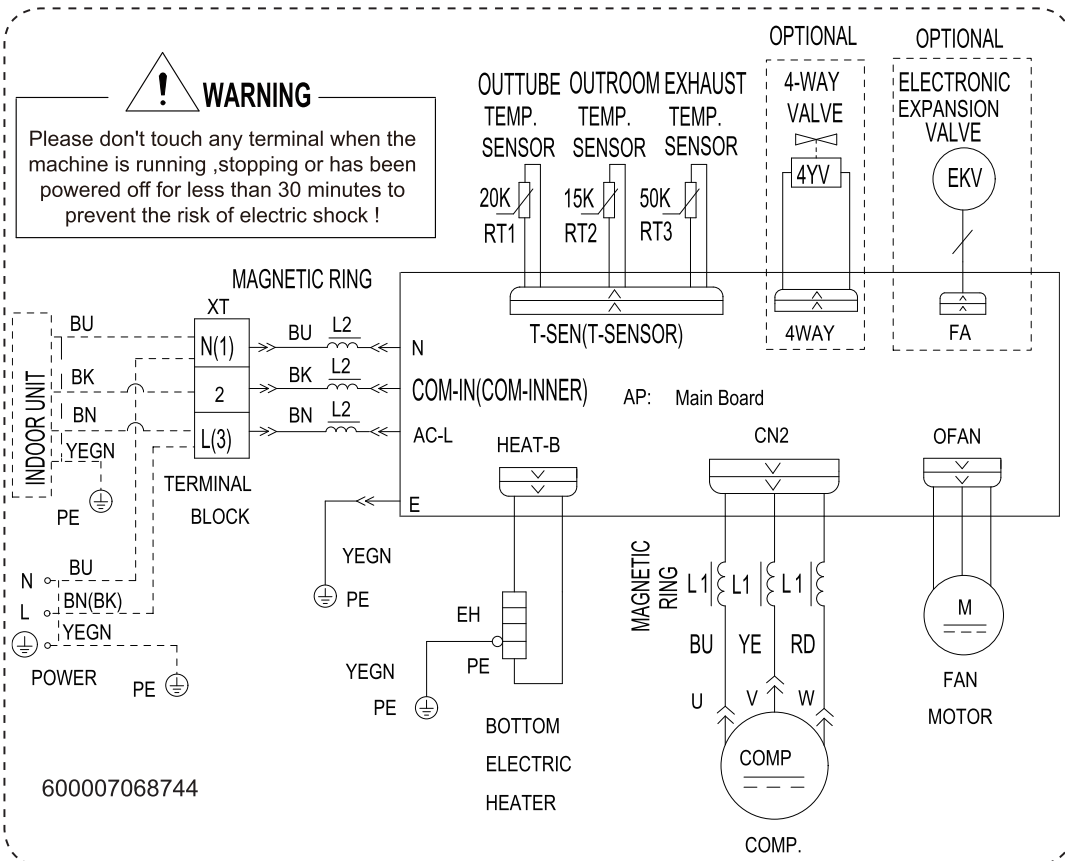 WARNING
Please don't touch any terminal when the
machine is running ,stopping or has been
powered off for less than 30 minutes to
prevent the risk of electric shock !
OUTTUBE
TEMP.
SENSOR
20K
RT1
OUTROOM
TEMP.
SENSOR
15K
RT2
EXHAUST
TEMP.
SENSOR
50K
RT3
T-SEN(T-SENSOR)
OPTIONAL
4-WAY
VALVE
4YV
4WAY
OPTIONAL
ELECTRONIC
EXPANSION
VALVE
EKV
FA
MAGNETIC RING
XT
INDOOR UNIT
BU
BK
BN
YEGN
PE
N(1)
2
L(3)
TERMINAL
BLOCK
BU
L2
N
BK
L2
COM-IN(COM-INNER)
BN
L2
AC-L
AP: Main Board
E
YEGN
PE
N
BU
L
BN(BK)
YEGN
POWER
PE
HEAT-B
EH
PE
YEGN
PE
BOTTOM
ELECTRIC
HEATER
CN2
MAGNETIC
RING
L1
L1
L1
BU
YE
RD
U
V
W
COMP
COMP.
OFAN
M
FAN
MOTOR
600007068744